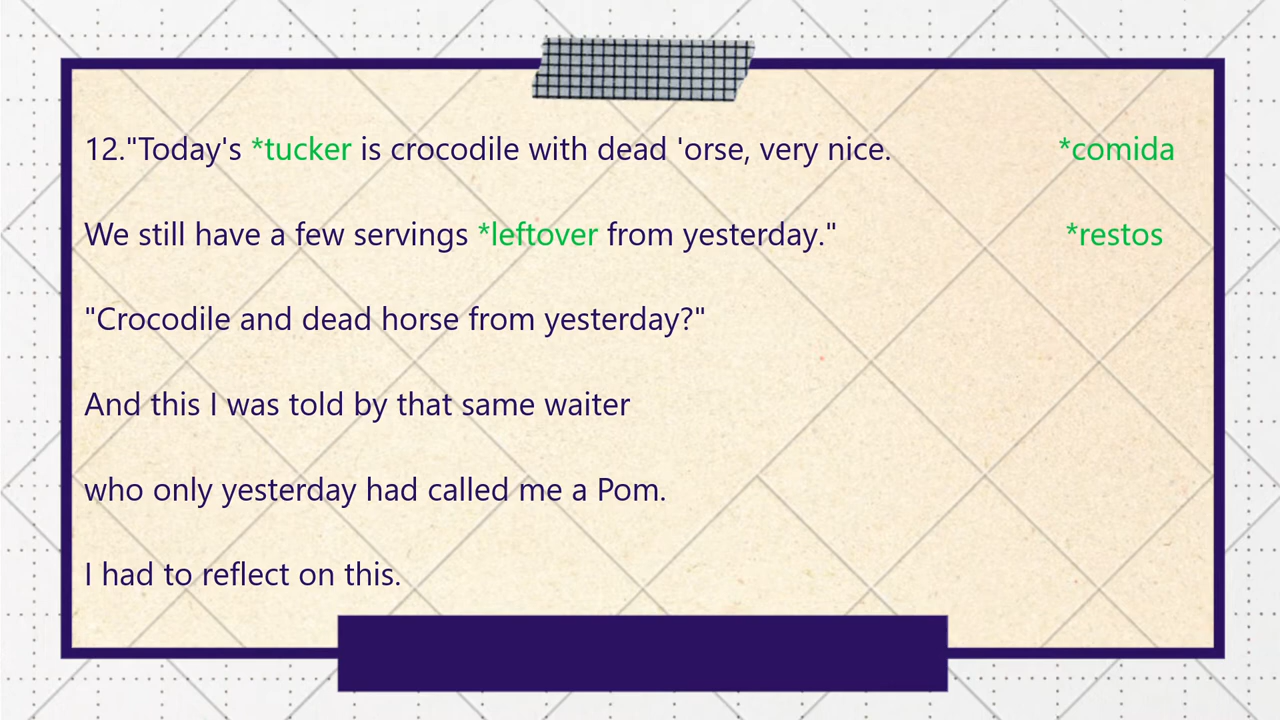 12."Today's *tucker is crocodile with dead 'orse, very nice. *comida
We still have a few servings *leftover from yesterday." *restos
"Crocodile and dead horse from yesterday?"
And this I was told by that same waiter
who only yesterday had called me a Pom.
I had to reflect on this.